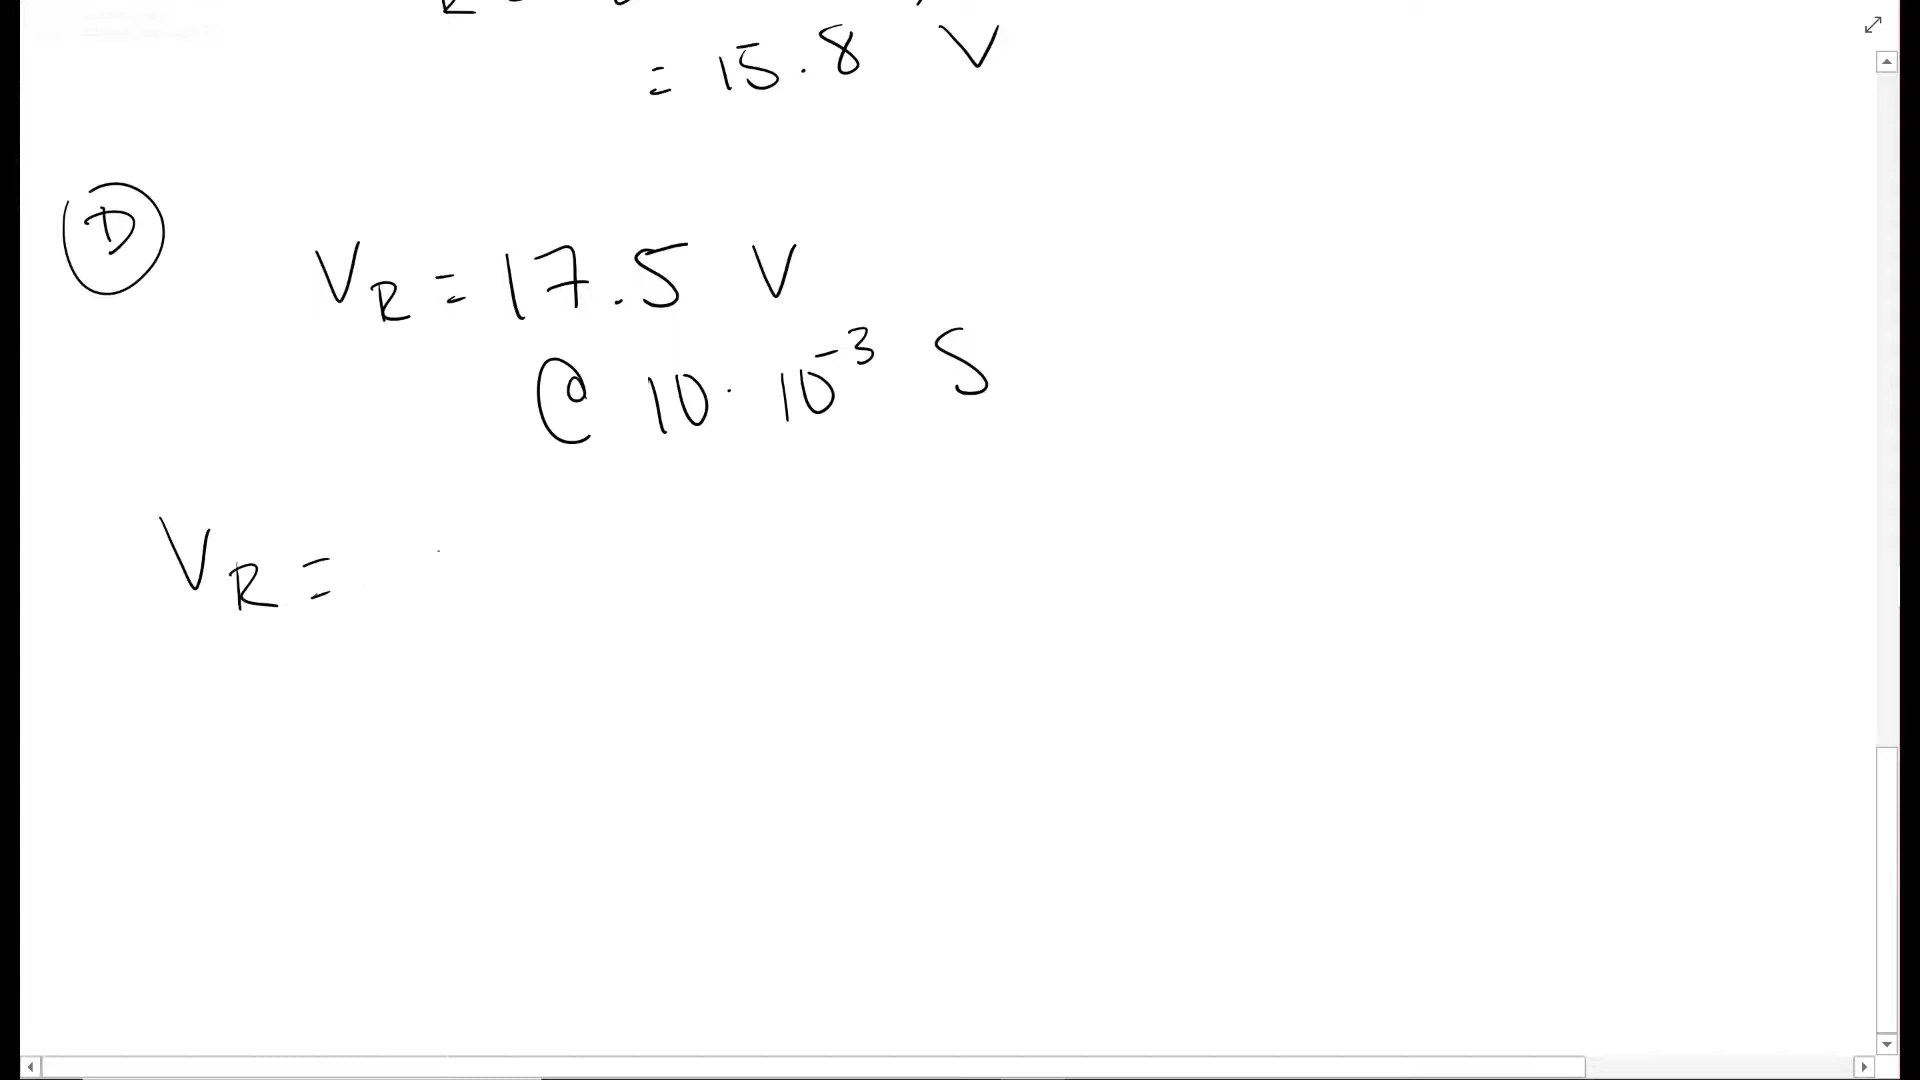 = 15.8 V
D
V_R = 17.5 V
@ 10 · 10⁻³ S
V_R =